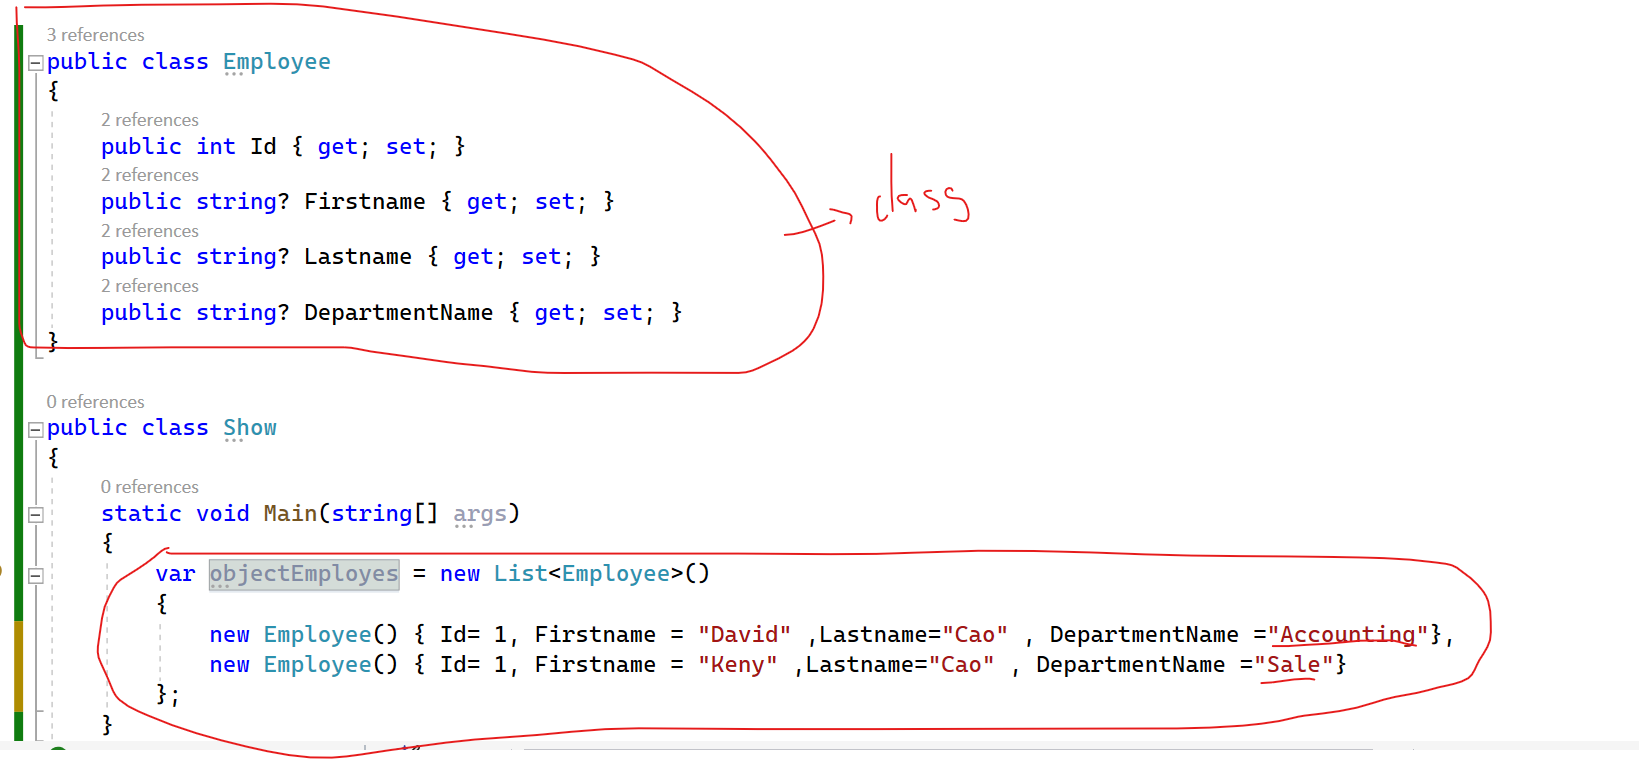 3 references
public class Employee
{
2 references
public int Id { get; set; }
2 references
public string? Firstname { get; set; }
2 references
public string? Lastname { get; set; }
2 references
public string? DepartmentName { get; set; }
}
class
0 references
public class Show
{
0 references
static void Main(string[] args)
{
var objectEmployes = new List<Employee>()
{
new Employee() { Id= 1, Firstname = "David" ,Lastname="Cao" , DepartmentName ="Accounting"},
new Employee() { Id= 1, Firstname = "Keny" ,Lastname="Cao" , DepartmentName ="Sale"}
};
}